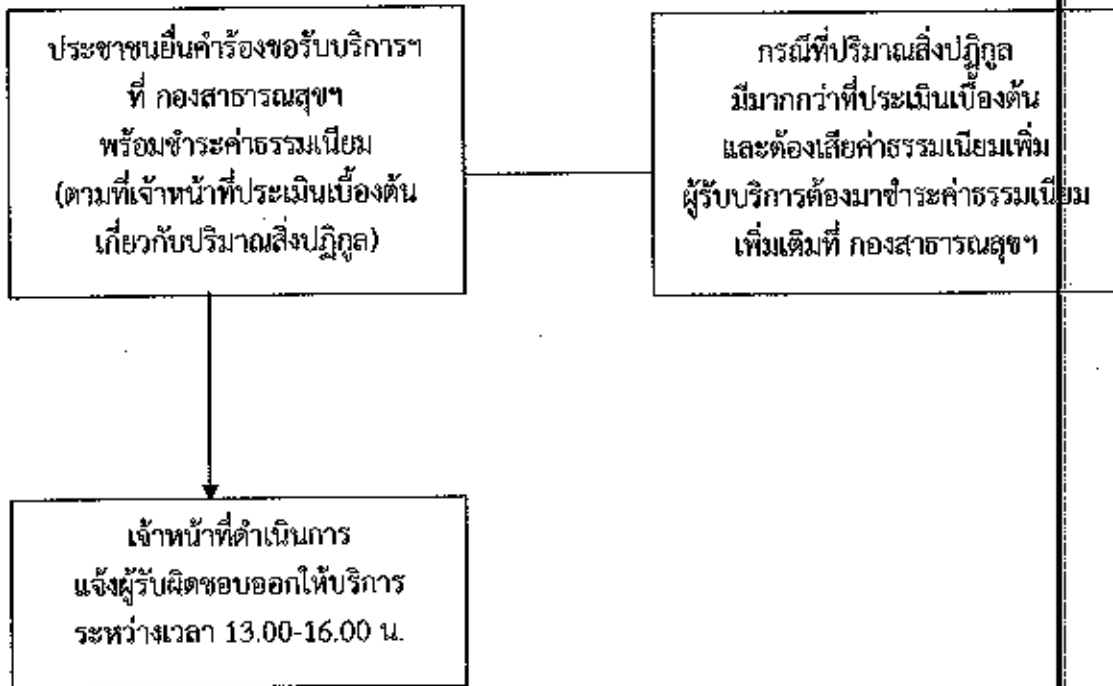 ประชาชนยื่นคำร้องขอรับบริการฯ
ที่ กองสาธารณสุขฯ
พร้อมชำระค่าธรรมเนียม
(ตามที่เจ้าหน้าที่ประเมินเบื้องต้น
เกี่ยวกับปริมาณสิ่งปฏิกูล)
กรณีที่ปริมาณสิ่งปฏิกูล
มีมากกว่าที่ประเมินเบื้องต้น
และต้องเสียค่าธรรมเนียมเพิ่ม
ผู้รับบริการต้องมาชำระค่าธรรมเนียม
เพิ่มเติมที่ กองสาธารณสุขฯ
เจ้าหน้าที่ดำเนินการ
แจ้งผู้รับผิดชอบออกให้บริการ
ระหว่างเวลา 13.00-16.00 น.